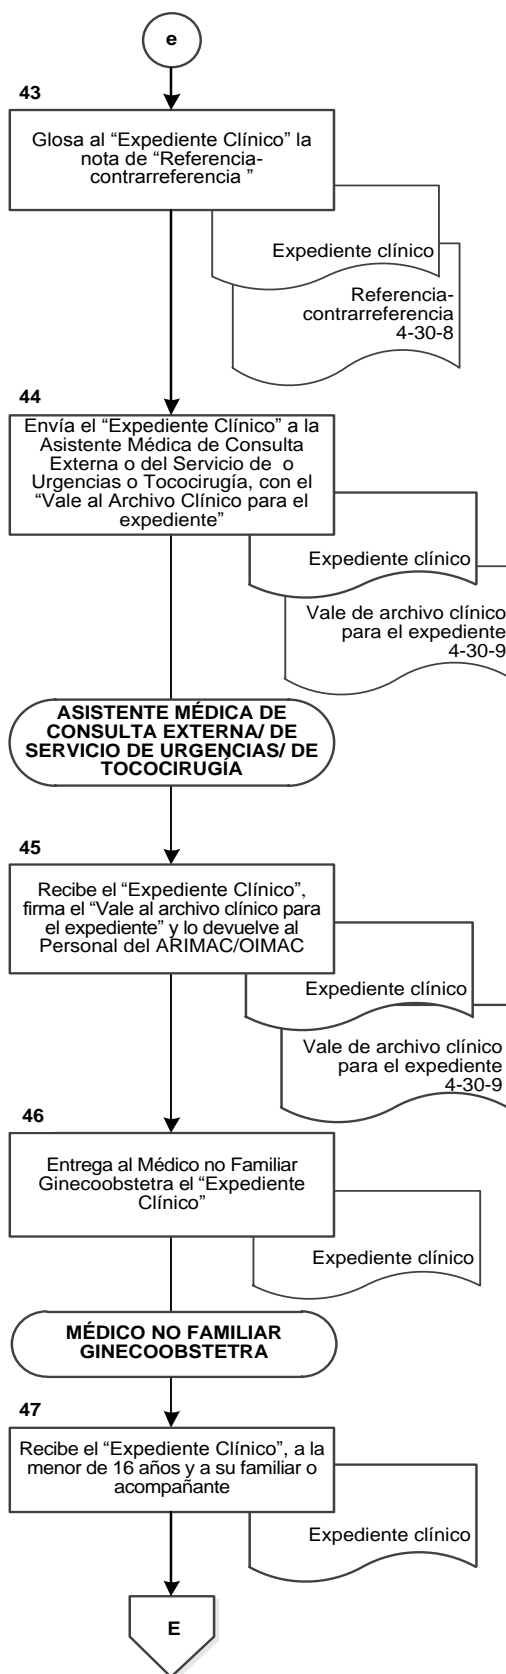 e
43
Glosa al “Expediente Clínico” la
nota de “Referencia-
contrarreferencia ”
Expediente clínico
Referencia-
contrarreferencia
4-30-8
44
Envía el “Expediente Clínico” a la
Asistente Médica de Consulta
Externa o del Servicio de  o
Urgencias o Tococirugía, con el
“Vale al Archivo Clínico para el
expediente”
Expediente clínico
Vale de archivo clínico
para el expediente
4-30-9
ASISTENTE MÉDICA DE
CONSULTA EXTERNA/ DE
SERVICIO DE URGENCIAS/ DE
TOCOCIRUGÍA
45
Recibe el “Expediente Clínico”,
firma el “Vale al archivo clínico para
el expediente” y lo devuelve al
Personal del ARIMAC/OIMAC
Expediente clínico
Vale de archivo clínico
para el expediente
4-30-9
46
Entrega al Médico no Familiar
Ginecoobstetra el “Expediente
Clínico”
Expediente clínico
MÉDICO NO FAMILIAR
GINECOOBSTETRA
47
Recibe el “Expediente Clínico”, a la
menor de 16 años y a su familiar o
acompañante
Expediente clínico
E